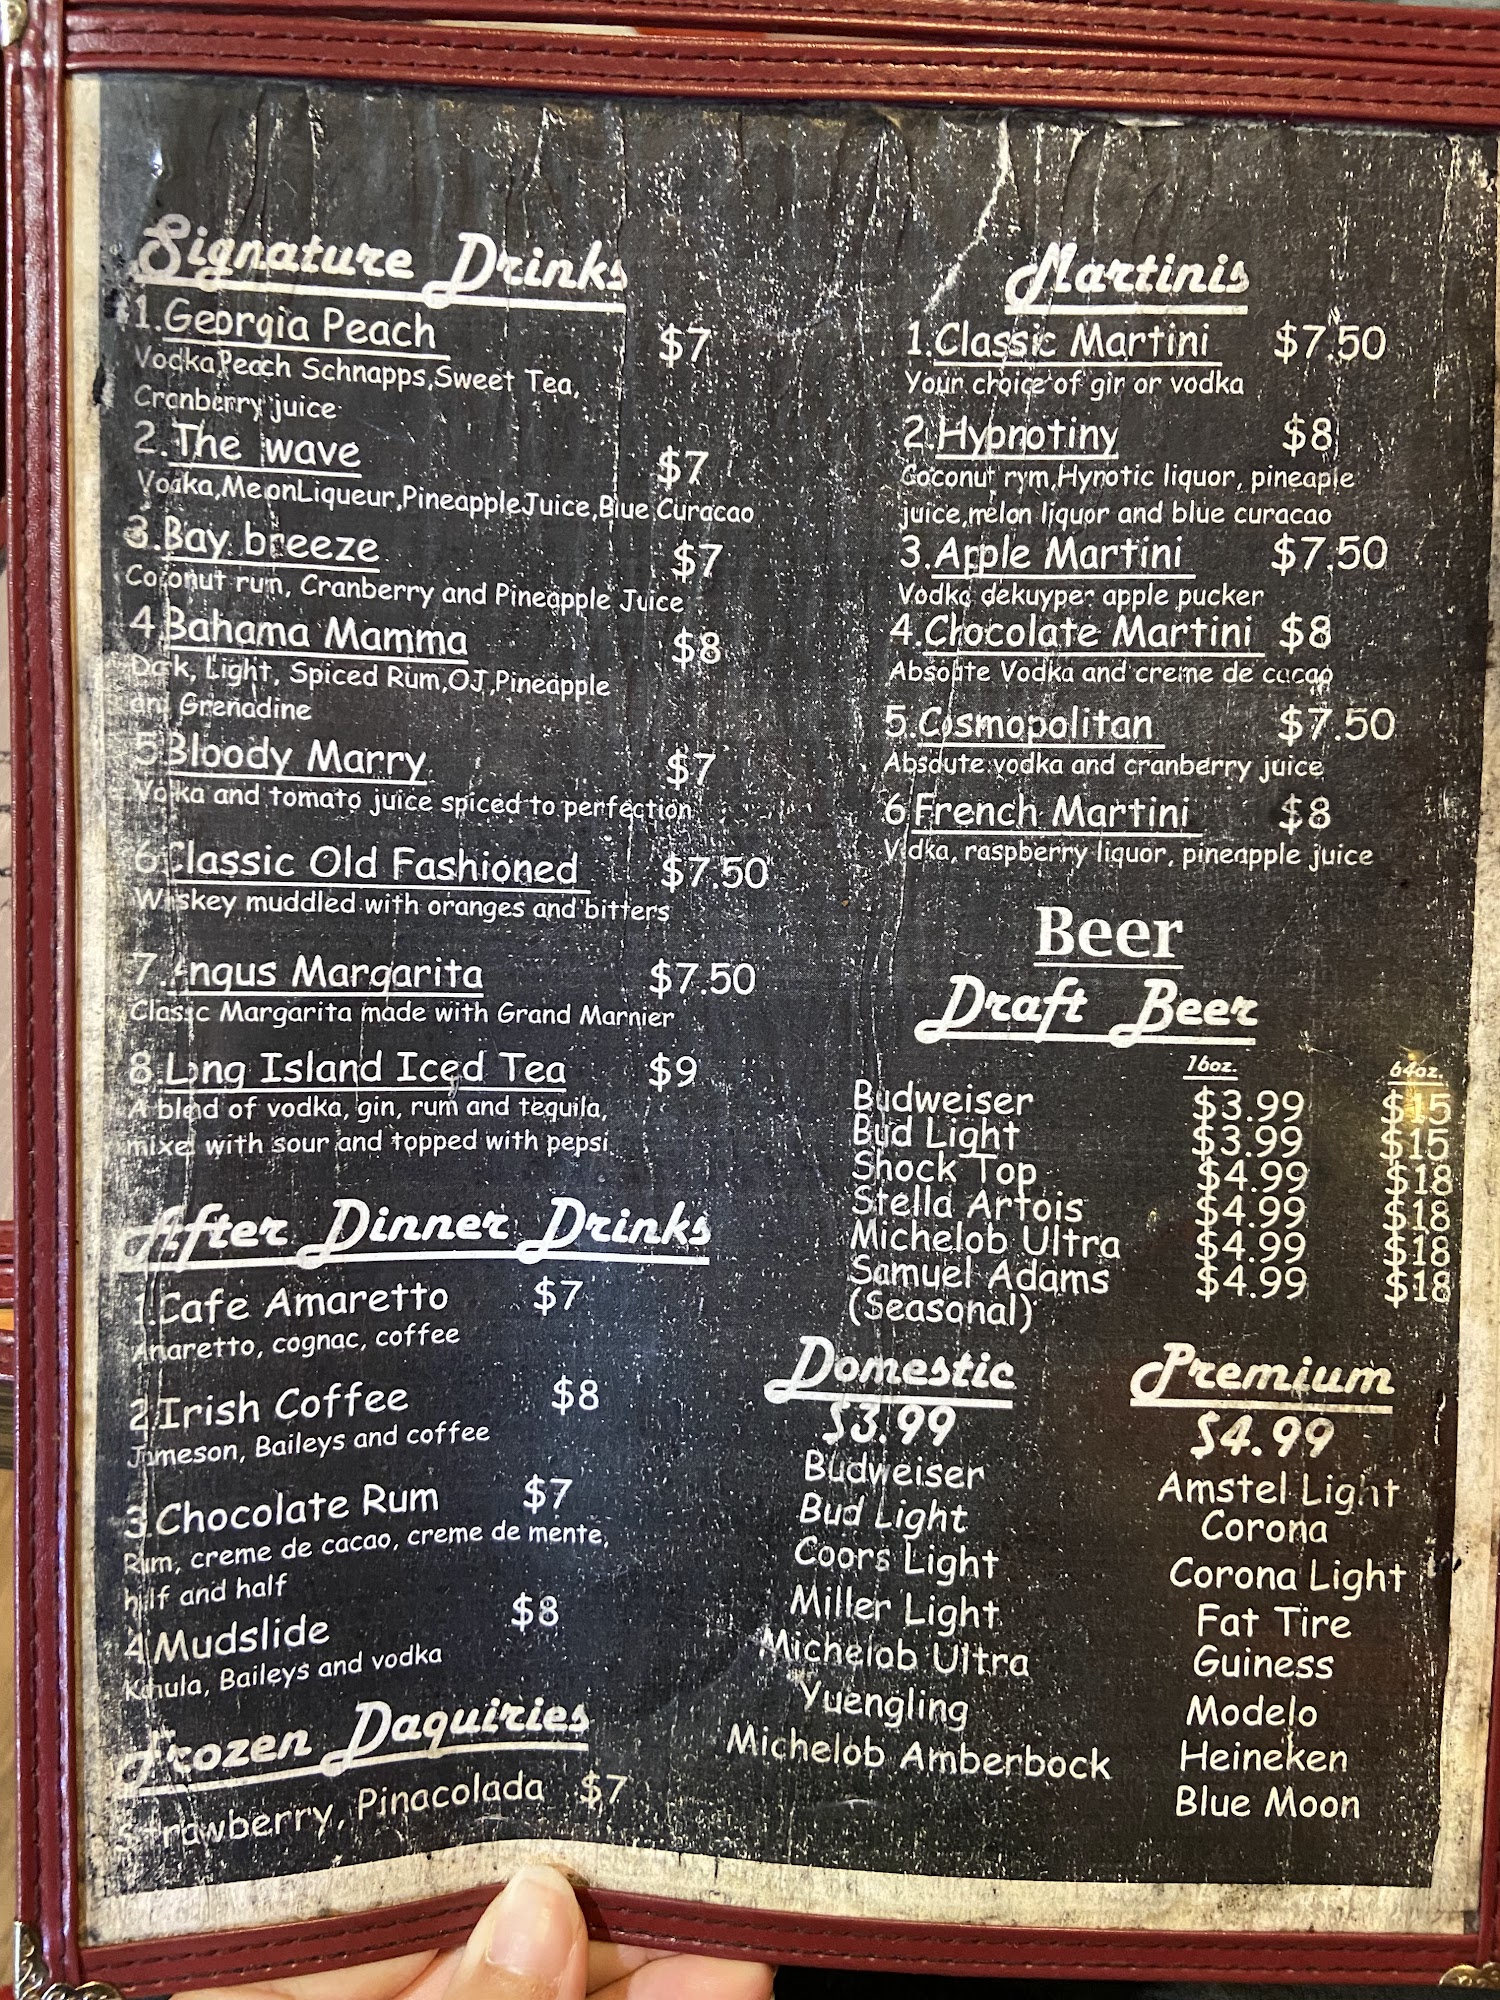 Signature Drinks
1.Georgia Peach $7
Vodka,Peach Schnapps,Sweet Tea,
Cranberry juice
2.The wave $7
Vodka,MelonLiqueur,PineappleJuice,Blue Curacao
3.Bay breeze $7
Coconut rum, Cranberry and Pineapple Juice
4.Bahama Mamma $8
Dark, Light, Spiced Rum,OJ,Pineapple
and Grenadine
5.Bloody Marry $7
Vodka and tomato juice spiced to perfection
6.Classic Old Fashioned $7.50
Wiskey muddled with oranges and bitters
7.Angus Margarita $7.50
Classic Margarita made with Grand Marnier
8.Long Island Iced Tea $9
A blend of vodka, gin, rum and tequila,
mixed with sour and topped with pepsi
After Dinner Drinks
1.Cafe Amaretto $7
Amaretto, cognac, coffee
2.Irish Coffee $8
Jameson, Baileys and coffee
3.Chocolate Rum $7
Rum, creme de cacao, creme de mente,
half and half
4.Mudslide $8
Kahula, Baileys and vodka
Frozen Daquiries
Strawberry, Pinacolada $7
Martinis
1.Classic Martini $7.50
Your choice of gin or vodka
2.Hypnotiny $8
Coconut rym,Hynotic liquor, pineaple
juice,melon liquor and blue curacao
3.Apple Martini $7.50
Vodka dekuyper apple pucker
4.Chocolate Martini $8
Absolute Vodka and creme de cacao
5.Cosmopolitan $7.50
Absolute vodka and cranberry juice
6.French Martini $8
Vodka, raspberry liquor, pineapple juice
Beer
Draft Beer
16oz. 64oz.
Budweiser $3.99 $15
Bud Light $3.99 $15
Shock Top $4.99 $18
Stella Artois $4.99 $18
Michelob Ultra $4.99 $18
Samuel Adams $4.99 $18
(Seasonal)
Domestic
$3.99
Budweiser
Bud Light
Coors Light
Miller Light
Michelob Ultra
Yuengling
Michelob Amberbock
Premium
$4.99
Amstel Light
Corona
Corona Light
Fat Tire
Guiness
Modelo
Heineken
Blue Moon